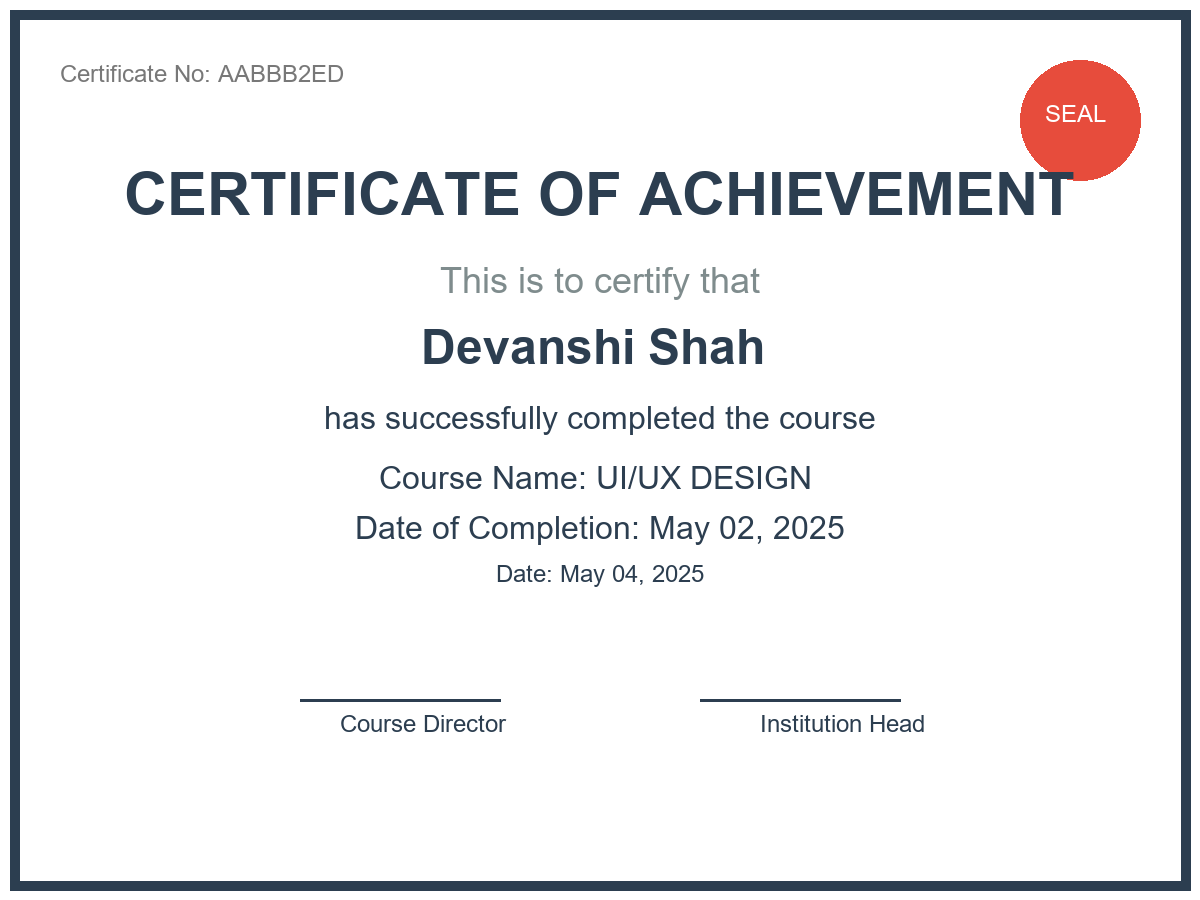 Certificate No: AABBB2ED
SEAL
CERTIFICATE OF ACHIEVEMENT
This is to certify that
Devanshi Shah
has successfully completed the course
Course Name: UI/UX DESIGN
Date of Completion: May 02, 2025
Date: May 04, 2025
Course Director
Institution Head